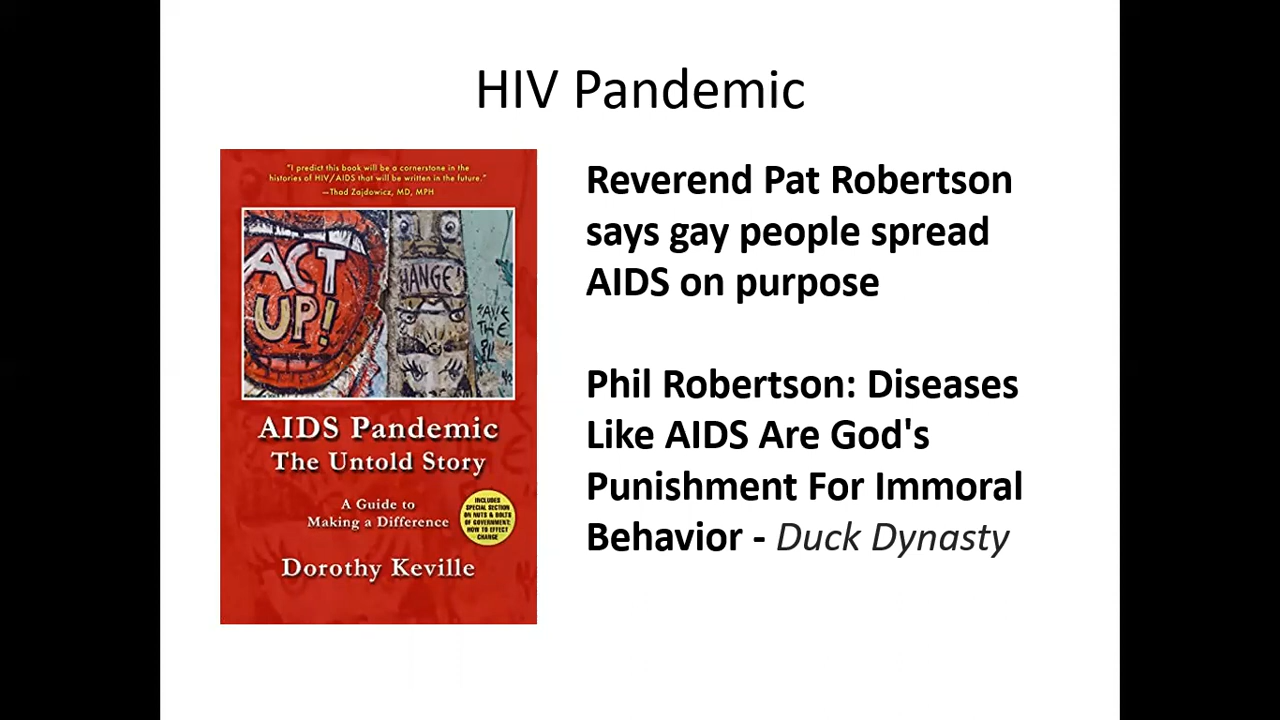 HIV Pandemic
"I predict this book will be a cornerstone in the
histories of HIV/AIDS that will be written in the future."
—Thad Zajdowicz, MD, MPH
ACT
UP!
HANGE!
SAVE
THE
AIDS Pandemic
The Untold Story
A Guide to
Making a Difference
INCLUDES
SPECIAL SECTION
ON NUTS & BOLTS
OF GOVERNMENT:
HOW TO EFFECT
CHANGE
Dorothy Keville
Reverend Pat Robertson
says gay people spread
AIDS on purpose
Phil Robertson: Diseases
Like AIDS Are God's
Punishment For Immoral
Behavior - Duck Dynasty